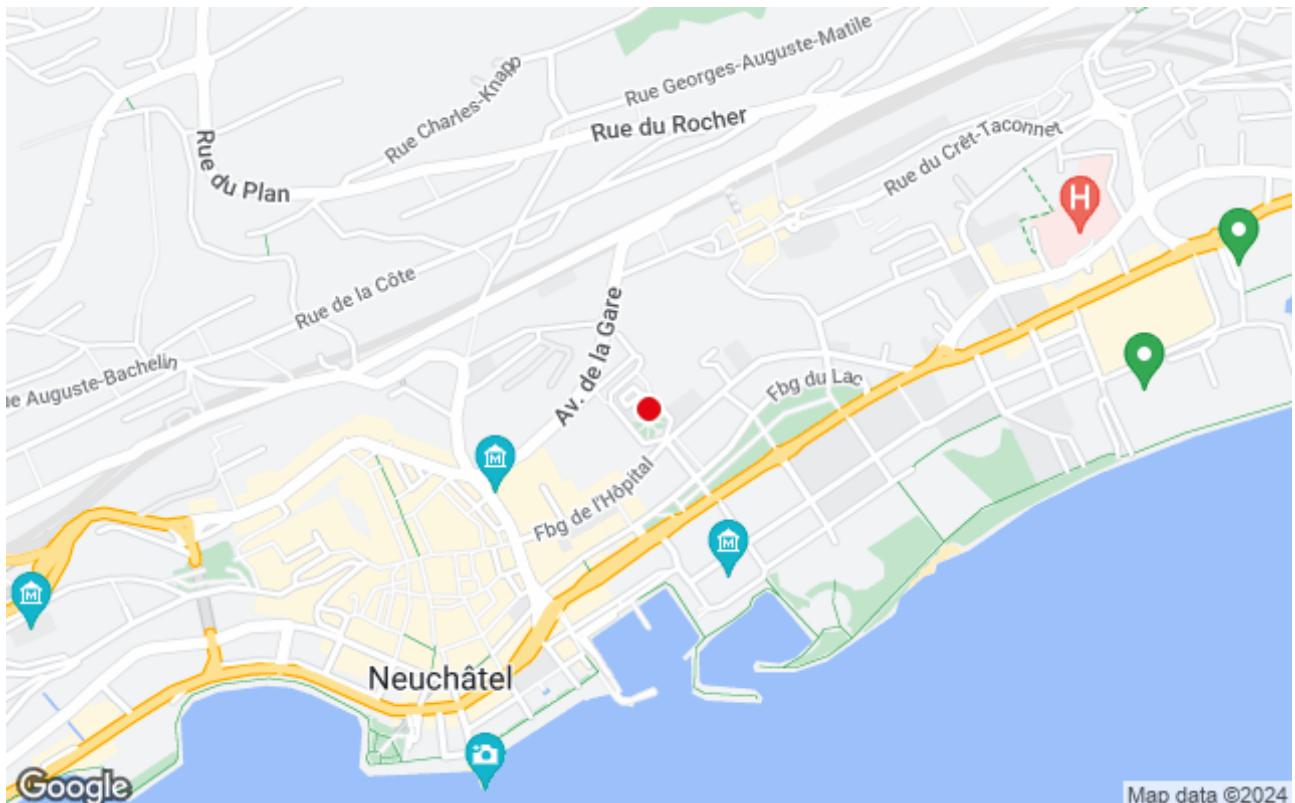 Rue Charles-Knapp
Rue Georges-Auguste-Matile
Rue du Rocher
Rue du Plan
Rue du Crêt-Taconnet
H
Rue de la Côte
Av. de la Gare
ue Auguste-Bachelin
Fbg du Lac
M
Fbg de l'Hôpital
M
M
Neuchâtel
Google
Map data ©2024